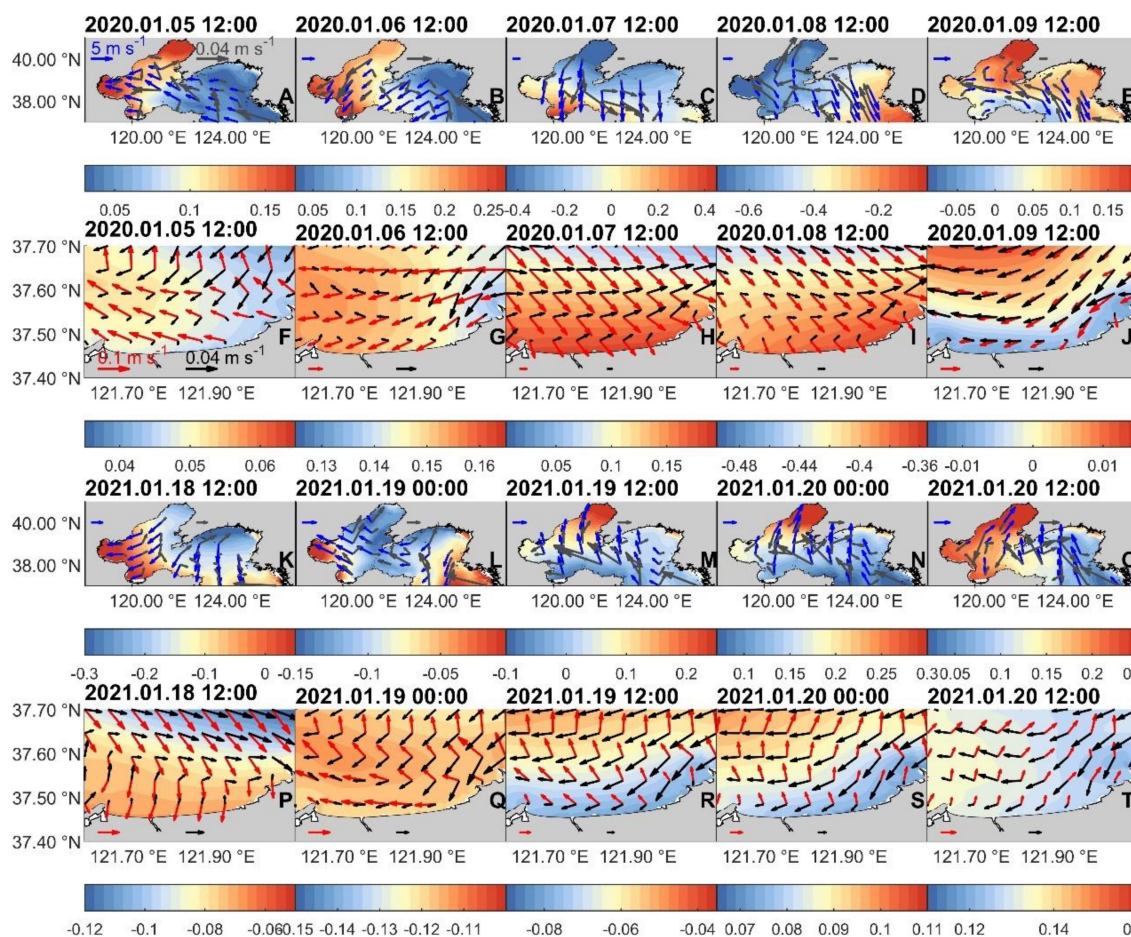 2020.01.05 12:00 2020.01.06 12:00 2020.01.07 12:00 2020.01.08 12:00 2020.01.09 12:00
5 m s-1 0.04 m s-1
40.00 °N
38.00 °N
A B C D E
120.00 °E 124.00 °E 120.00 °E 124.00 °E 120.00 °E 124.00 °E 120.00 °E 124.00 °E 120.00 °E 124.00 °E
0.05 0.1 0.15 0.05 0.1 0.15 0.2 0.25 -0.4 -0.2 0 0.2 0.4 -0.6 -0.4 -0.2 -0.05 0 0.05 0.1 0.15
2020.01.05 12:00 2020.01.06 12:00 2020.01.07 12:00 2020.01.08 12:00 2020.01.09 12:00
37.70 °N
37.60 °N
37.50 °N
F G H I J
0.1 m s-1 0.04 m s-1
37.40 °N
121.70 °E 121.90 °E 121.70 °E 121.90 °E 121.70 °E 121.90 °E 121.70 °E 121.90 °E 121.70 °E 121.90 °E
0.04 0.05 0.06 0.13 0.14 0.15 0.16 0.05 0.1 0.15 -0.48 -0.44 -0.4 -0.36 -0.01 0 0.01
2021.01.18 12:00 2021.01.19 00:00 2021.01.19 12:00 2021.01.20 00:00 2021.01.20 12:00
40.00 °N
38.00 °N
K L M N
120.00 °E 124.00 °E 120.00 °E 124.00 °E 120.00 °E 124.00 °E 120.00 °E 124.00 °E 120.00 °E 124.00 °E
-0.3 -0.2 -0.1 0 -0.15 -0.1 -0.05 -0.1 0 0.1 0.2 0.1 0.15 0.2 0.25 0.3 0.05 0.1 0.15 0.2
2021.01.18 12:00 2021.01.19 00:00 2021.01.19 12:00 2021.01.20 00:00 2021.01.20 12:00
37.70 °N
37.60 °N
37.50 °N
P Q R S T
37.40 °N
121.70 °E 121.90 °E 121.70 °E 121.90 °E 121.70 °E 121.90 °E 121.70 °E 121.90 °E 121.70 °E 121.90 °E
-0.12 -0.1 -0.08 -0.06 -0.15 -0.14 -0.13 -0.12 -0.11 -0.08 -0.06 -0.04 0.07 0.08 0.09 0.1 0.11 0.12 0.14